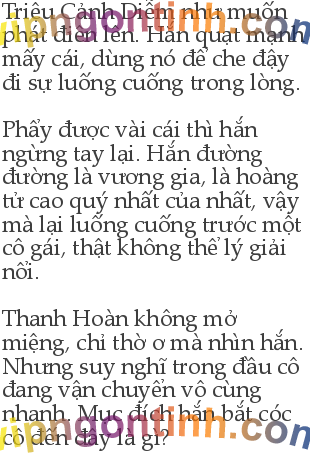 Triệu Cảnh Diễm như muốn
phát điên lên. Hắn quạt mạnh
mấy cái, dùng nó để che đậy
đi sự luống cuống trong lòng.
Phẩy được vài cái thì hắn
ngừng tay lại. Hắn đường
đường là vương gia, là hoàng
tử cao quý nhất của nhất, vậy
mà lại luống cuống trước một
cô gái, thật không thể lý giải
nổi.
Thanh Hoàn không mở
miệng, chỉ thờ ơ mà nhìn hắn.
Nhưng suy nghĩ trong đầu cô
đang vận chuyển vô cùng
nhanh. Mục đích hắn bắt cóc
cô đến đây là gì?
vipngontinh.com
vipngontinh.com